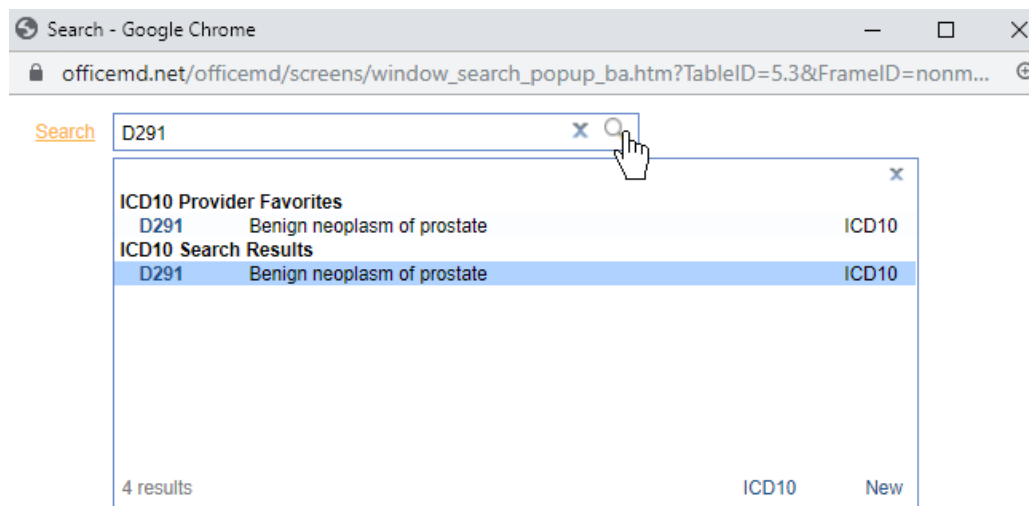 Search - Google Chrome
officemd.net/officemd/screens/window_search_popup_ba.htm?TableID=5.3&FrameID=nonm...
Search D291
ICD10 Provider Favorites
D291 Benign neoplasm of prostate ICD10
ICD10 Search Results
D291 Benign neoplasm of prostate ICD10
4 results ICD10 New